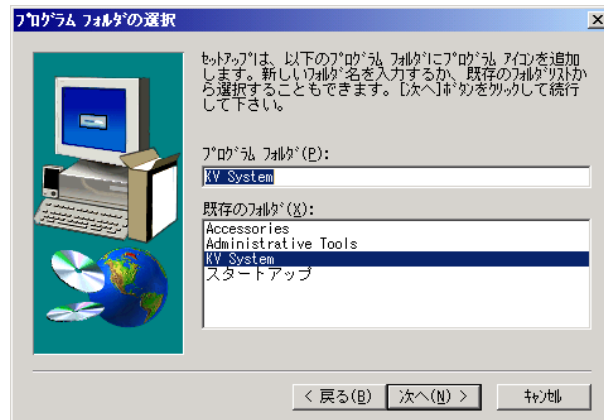 ﾌﾟﾛｸﾞﾗﾑ ﾌｫﾙﾀﾞの選択
ｾｯﾄｱｯﾌﾟは、以下のﾌﾟﾛｸﾞﾗﾑ ﾌｫﾙﾀﾞにﾌﾟﾛｸﾞﾗﾑ ｱｲｺﾝを追加
します。新しいﾌｫﾙﾀﾞ名を入力するか、既存のﾌｫﾙﾀﾞﾘｽﾄか
ら選択することもできます。[次へ]ﾎﾞﾀﾝをｸﾘｯｸして続行
して下さい。
ﾌﾟﾛｸﾞﾗﾑ ﾌｫﾙﾀﾞ(P):
KV System
既存のﾌｫﾙﾀﾞ(X):
Accessories
Administrative Tools
KV System
スタートアップ
< 戻る(B)
次へ(N) >
ｷｬﾝｾﾙ